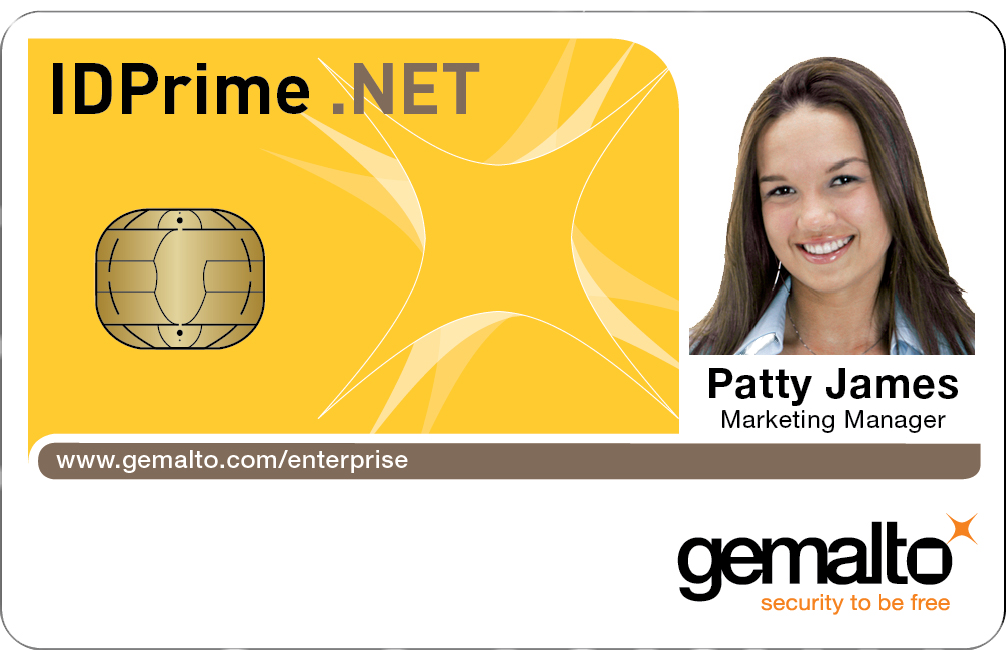 IDPrime .NET
Patty James
Marketing Manager
www.gemalto.com/enterprise
gemalto
security to be free